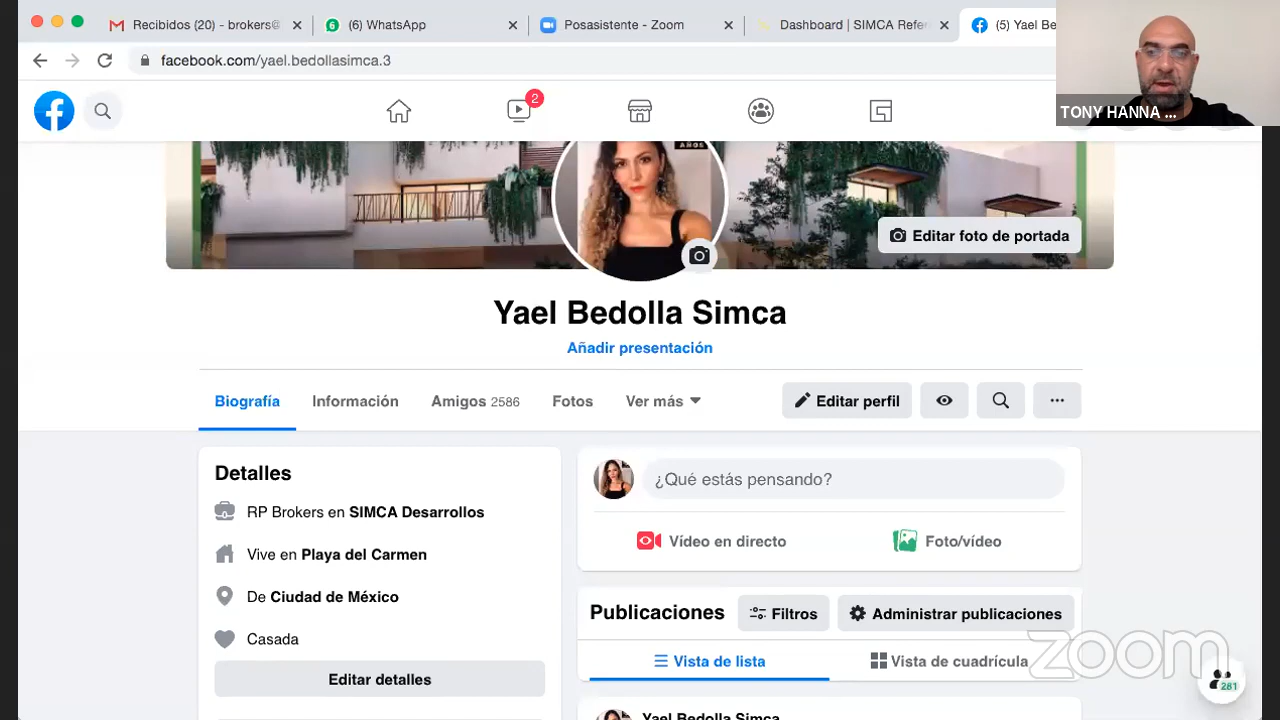 Recibidos (20) - brokers@
(6) WhatsApp
Posasistente - Zoom
Dashboard | SIMCA Refer
(5) Yael Be
facebook.com/yael.bedollasimca.3
2
TONY HANNA ...
AÑOS
Editar foto de portada
Yael Bedolla Simca
Añadir presentación
Biografía
Información
Amigos 2586
Fotos
Ver más
Editar perfil
Detalles
RP Brokers en SIMCA Desarrollos
Vive en Playa del Carmen
De Ciudad de México
Casada
Editar detalles
¿Qué estás pensando?
Vídeo en directo
Foto/vídeo
Publicaciones
Filtros
Administrar publicaciones
Vista de lista
Vista de cuadrícula
zoom
281
Yael Bedolla Simca